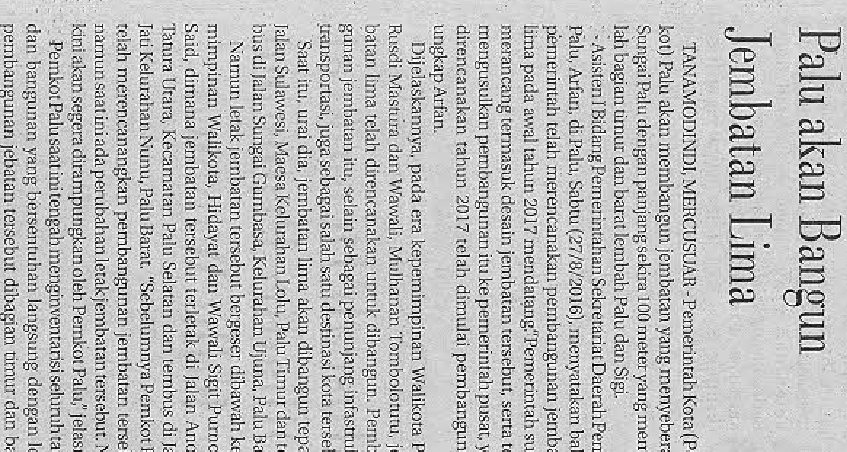 Palu akan Bangun
Jembatan Lima
TANAMODINDI, MERCUSUAR - Pemerintah Kota (P
kot) Palu akan membangun jembatan yang menyebera
Sungai Palu dengan panjang sekira 100 meter yang mem
lah bagian timur dan barat lembah Palu dan Sigi.
Asisten I Bidang Pemerintahan Sekretariat Daerah Pem
Palu, Arfan, di Palu, Sabtu (27/8/2016), menyatakan bah
pemerintah telah merencanakan pembangunan jemba
lima pada awal tahun 2017 mendatang."Pemerintah su
merancang termasuk desain jembatan tersebut, serta te
mengusulkan pembangunan itu ke pemerintah pusat, y
direncanakan tahun 2017 telah dimulai pembangun
ungkap Arfan.
Dijelaskannya, pada era kepemimpinan Walikota P
Rusdi Mastura dan Wawali, Mulhanan Tombolotutu, je
batan lima telah direncanakan untuk dibangun. Pemb
gunan jembatan itu, selain sebagai penunjang infastruk
transportasi, juga sebagai salah satu destinasi kota terseb
Saat itu, urai dia, jembatan lima akan dibangun tepa
Jalan Sulawesi, Maesa Kelurahan Lolu, Palu Timur dan te
bus di Jalan Sungai Gumbasa, Kelurahan Ujuna, Palu Ba
Namun letak jembatan tersebut bergeser dibawah ke
mimpinan Walikota, Hidayat dan Wawali, Sigit Purno
Said, dimana jembatan tersebut terletak di Jalan Ano
Tatura Utara, Kecamatan Palu Selatan dan tembus di Ja
Jati Kelurahan Nunu, Palu Barat. "Sebelumnya Pemkot P
telah merencanangkan pembangunan jembatan terse
namun saat ini ada perubahan letak jembatan tersebut. N
kini akan segera dirampungkan oleh Pemkot Palu," jelas
Pemkot Palu saat ini tengah menginventarisi seluruh ta
dan bangunan yang bersentuhan langsung dengan lo
pembangunan jebatan tersebut dibagian timur dan ba